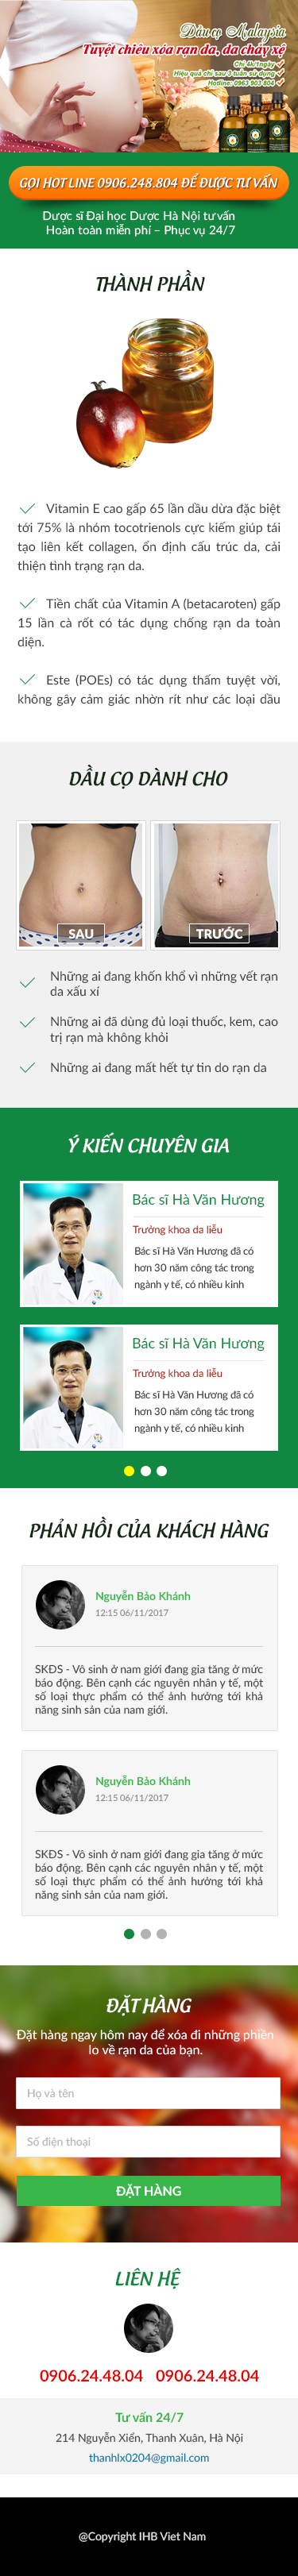 Dầu cọ Malaysia
Tuyệt chiêu xóa rạn da, da chảy xệ
Chỉ 4k/ngày
Hiệu quả chỉ sau 3 tuần sử dụng
Hotline: 0963 903 804
GỌI HOT LINE 0906.248.804 ĐỂ ĐƯỢC TƯ VẤN
Dược sĩ Đại học Dược Hà Nội tư vấn
Hoàn toàn miễn phí – Phục vụ 24/7
THÀNH PHẦN
Vitamin E cao gấp 65 lần dầu dừa đặc biệt
tới 75% là nhóm tocotrienols cực kiếm giúp tái
tạo liên kết collagen, ổn định cấu trúc da, cải
thiện tình trạng rạn da.
Tiền chất của Vitamin A (betacaroten) gấp
15 lần cà rốt có tác dụng chống rạn da toàn
diện.
Este (POEs) có tác dụng thấm tuyệt vời,
không gây cảm giác nhờn rít như các loại dầu
DẦU CỌ DÀNH CHO
SAU
TRƯỚC
Những ai đang khốn khổ vì những vết rạn
da xấu xí
Những ai đã dùng đủ loại thuốc, kem, cao
trị rạn mà không khỏi
Những ai đang mất hết tự tin do rạn da
Ý KIẾN CHUYÊN GIA
Bác sĩ Hà Văn Hương
Trưởng khoa da liễu
Bác sĩ Hà Văn Hương đã có
hơn 30 năm công tác trong
ngành y tế, có nhiều kinh
Bác sĩ Hà Văn Hương
Trưởng khoa da liễu
Bác sĩ Hà Văn Hương đã có
hơn 30 năm công tác trong
ngành y tế, có nhiều kinh
PHẢN HỒI CỦA KHÁCH HÀNG
Nguyễn Bảo Khánh
12:15 06/11/2017
SKĐS - Vô sinh ở nam giới đang gia tăng ở mức
báo động. Bên cạnh các nguyên nhân y tế, một
số loại thực phẩm có thể ảnh hưởng tới khả
năng sinh sản của nam giới.
Nguyễn Bảo Khánh
12:15 06/11/2017
SKĐS - Vô sinh ở nam giới đang gia tăng ở mức
báo động. Bên cạnh các nguyên nhân y tế, một
số loại thực phẩm có thể ảnh hưởng tới khả
năng sinh sản của nam giới.
ĐẶT HÀNG
Đặt hàng ngay hôm nay để xóa đi những phiền
lo về rạn da của bạn.
Họ và tên
Số điện thoại
ĐẶT HÀNG
LIÊN HỆ
0906.24.48.04 0906.24.48.04
Tư vấn 24/7
214 Nguyễn Xiển, Thanh Xuân, Hà Nội
thanhlx0204@gmail.com
@Copyright IHB Viet Nam